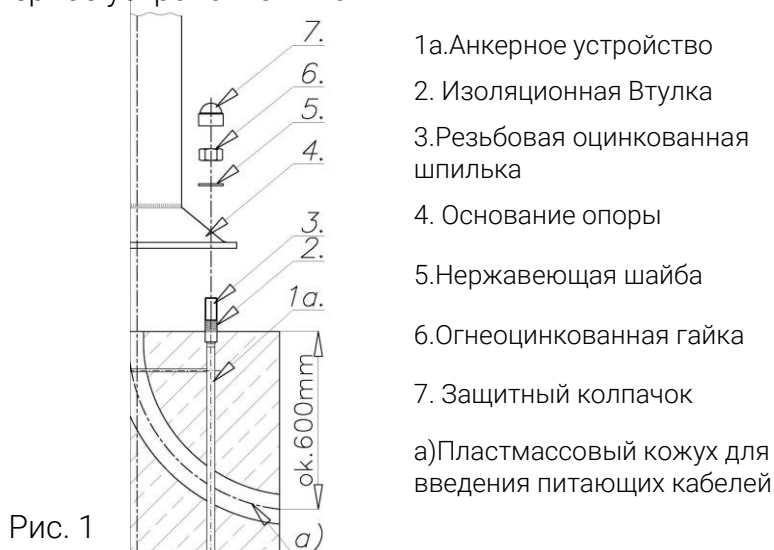 7.
6.
5.
4.
3.
2.
1a.
ok.600mm
a)
1а.Анкерное устройство
2. Изоляционная Втулка
3.Резьбовая оцинкованная
шпилька
4. Основание опоры
5.Нержавеющая шайба
6.Огнеоцинкованная гайка
7. Защитный колпачок
а)Пластмассовый кожух для
введения питающих кабелей
Рис. 1